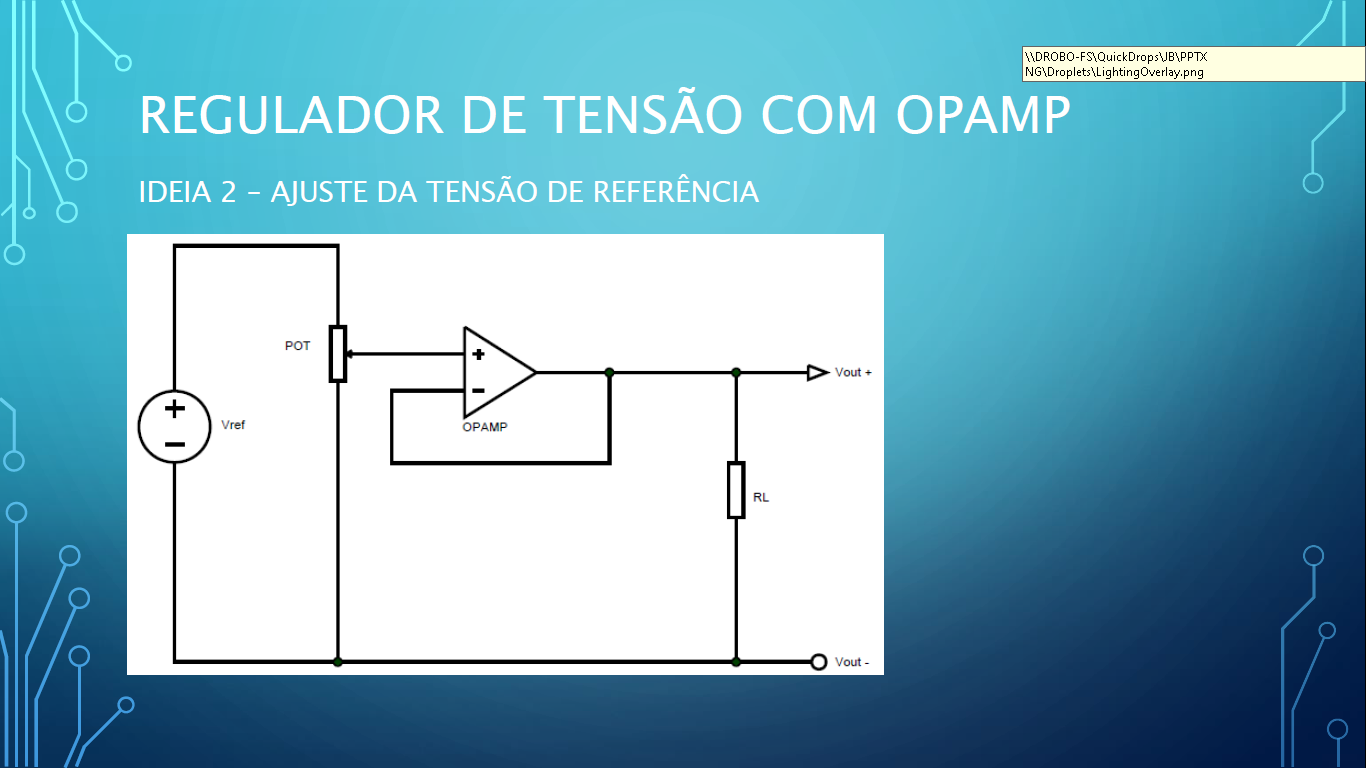 \\DROBO-FS\QuickDrops\JB\PPTX
NG\Droplets\LightingOverlay.png
REGULADOR DE TENSÃO COM OPAMP
IDEIA 2 – AJUSTE DA TENSÃO DE REFERÊNCIA
POT
+
−
OPAMP
Vout +
+
−
Vref
RL
Vout -